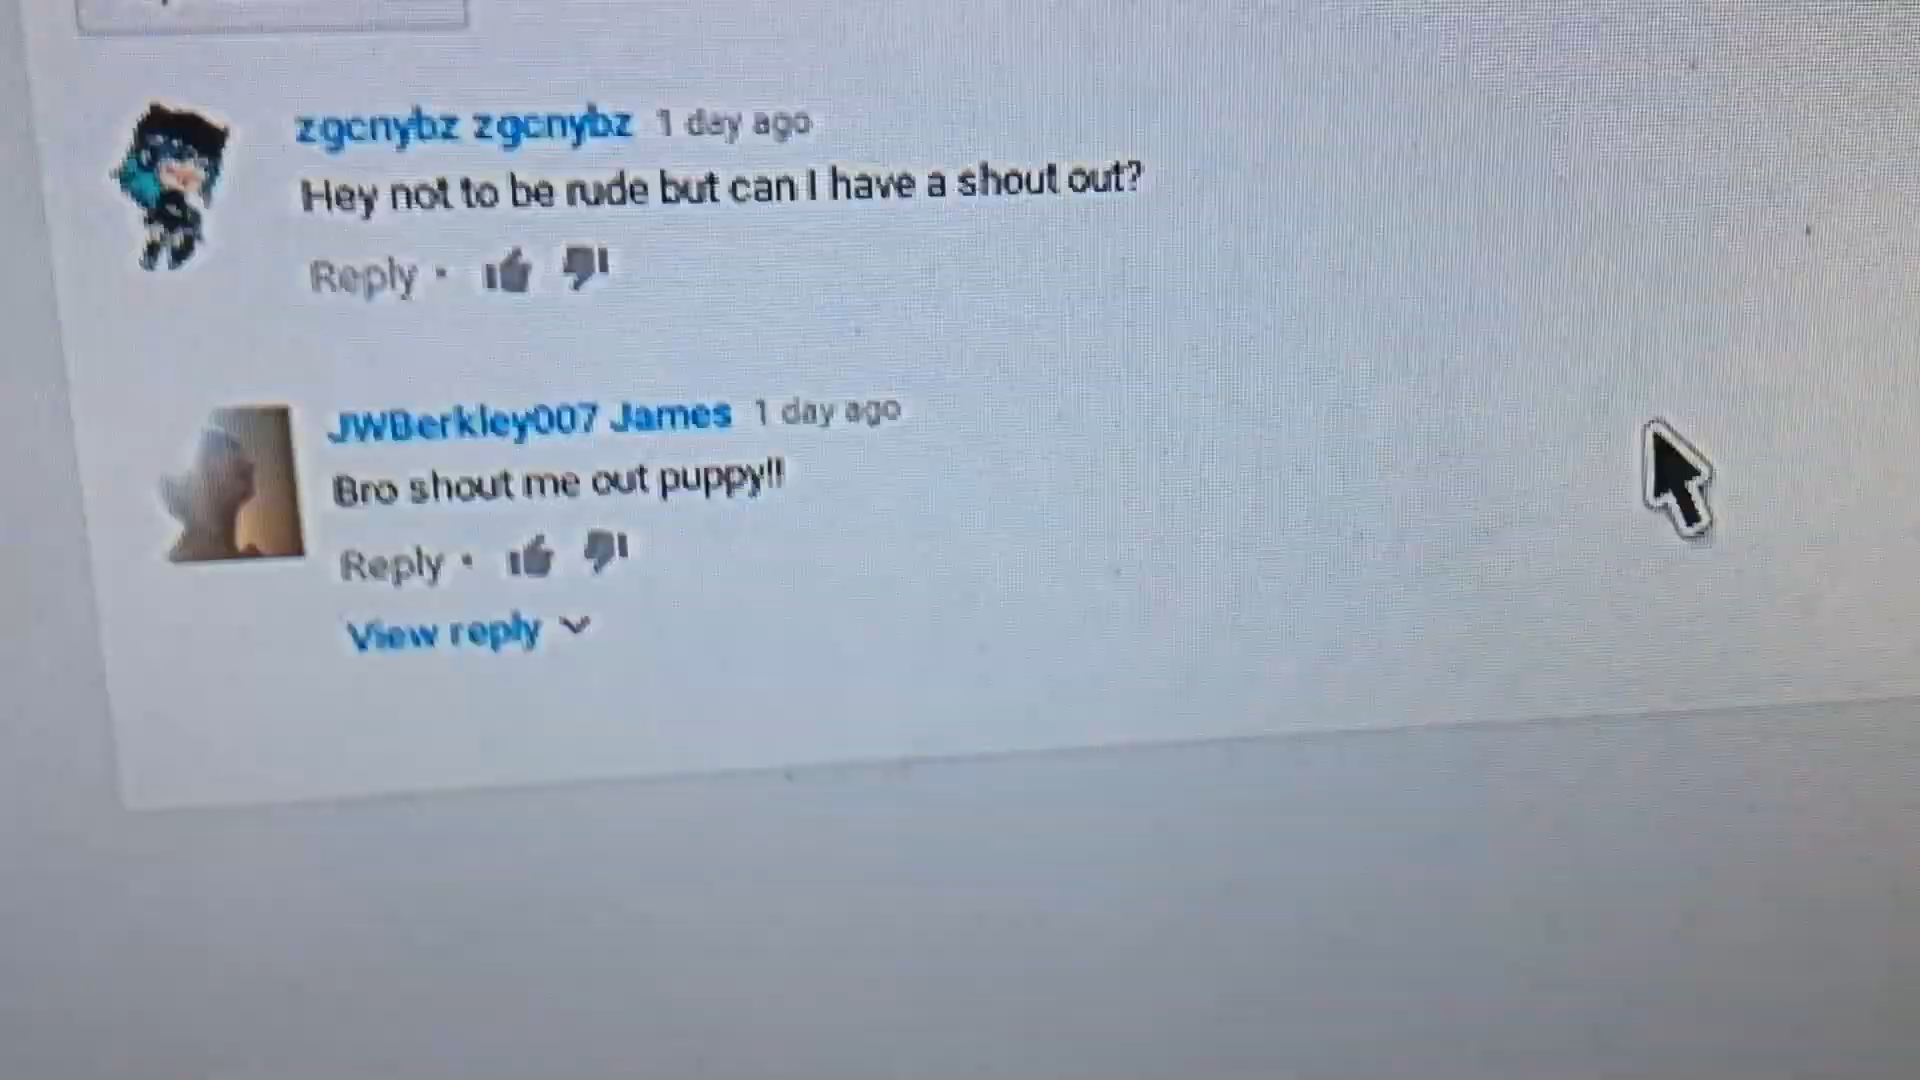 zgcnybz zgcnybz 1 day ago
Hey not to be rude but can I have a shout out?
Reply •
JWBerkley007 James 1 day ago
Bro shout me out puppy!!
Reply •
View reply